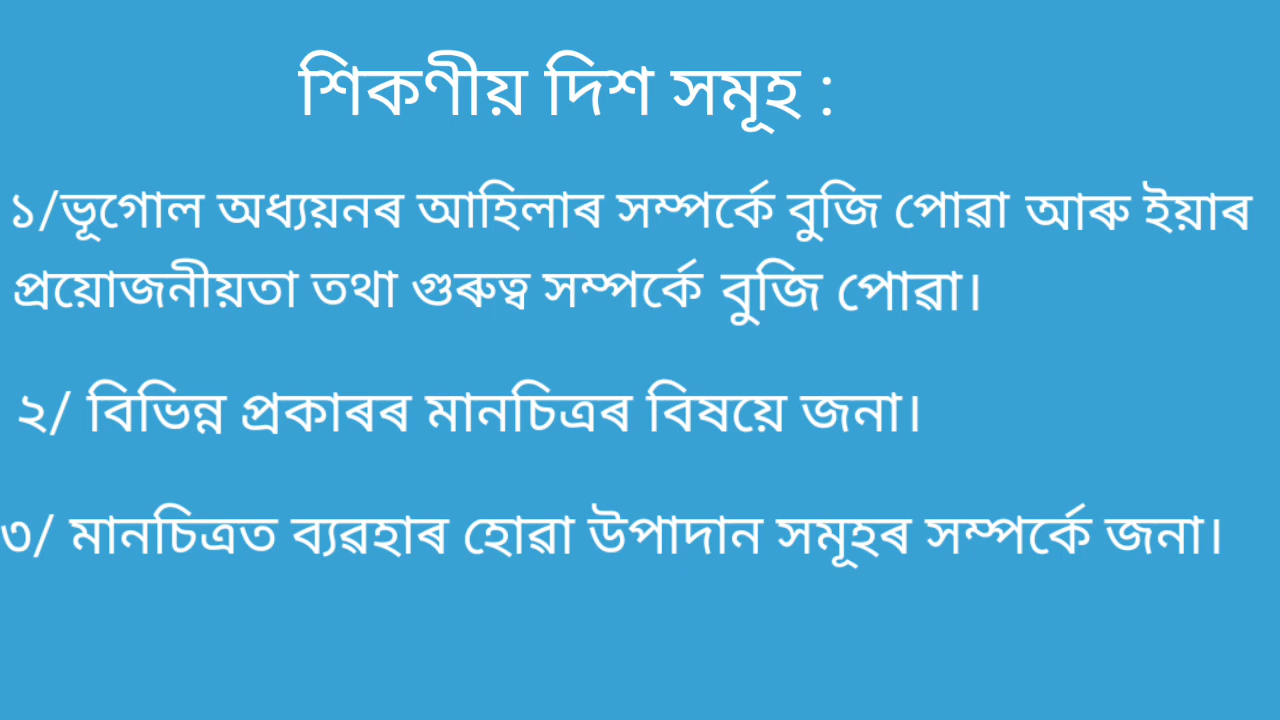 শিকণীয় দিশ সমূহ :
১/ভূগোল অধ্যয়নৰ আহিলাৰ সম্পৰ্কে বুজি পোৱা আৰু ইয়াৰ
প্ৰয়োজনীয়তা তথা গুৰুত্ব সম্পৰ্কে বুজি পোৱা।
২/ বিভিন্ন প্ৰকাৰৰ মানচিত্ৰৰ বিষয়ে জনা।
৩/ মানচিত্ৰত ব্যৱহাৰ হোৱা উপাদান সমূহৰ সম্পৰ্কে জনা।